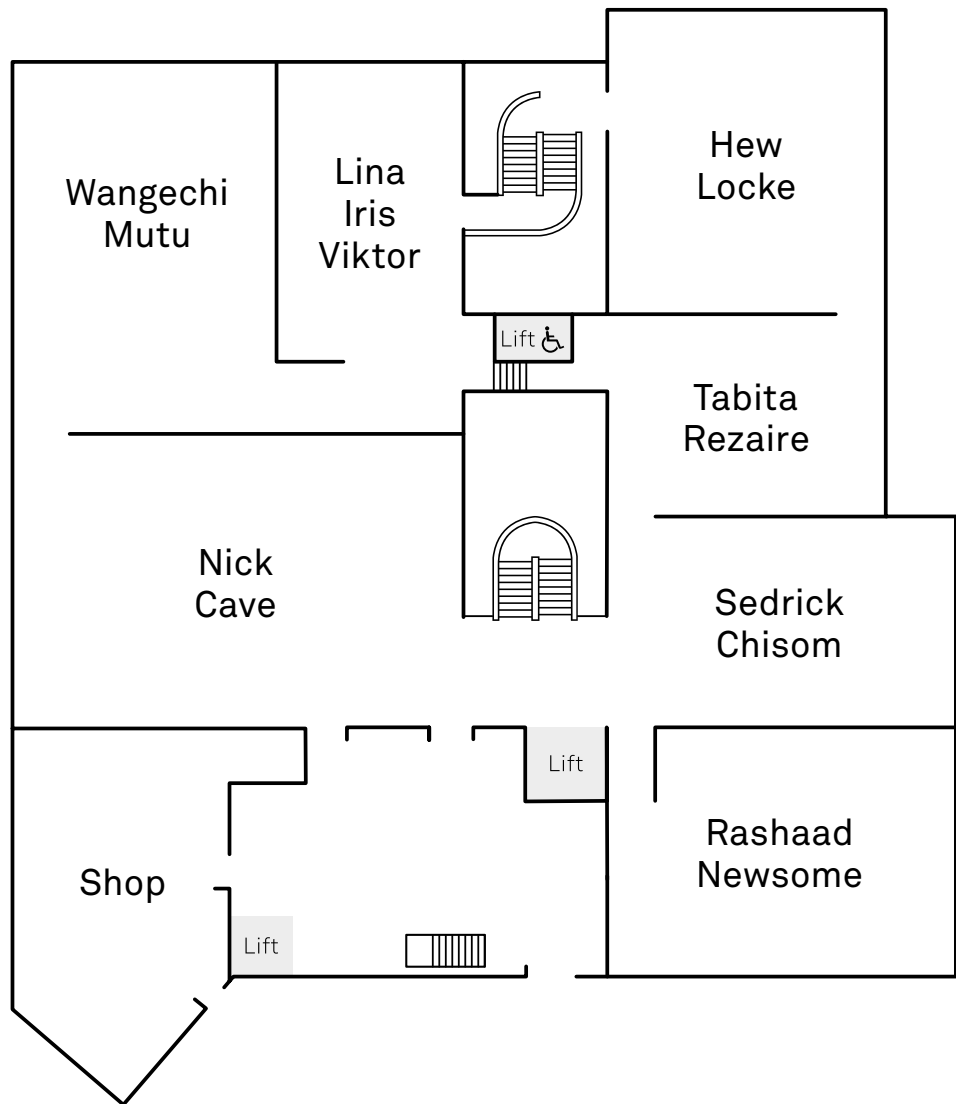 Wangechi
Mutu
Lina
Iris
Viktor
Hew
Locke
Lift
Tabita
Rezaire
Nick
Cave
Sedrick
Chisom
Lift
Rashaad
Newsome
Shop
Lift